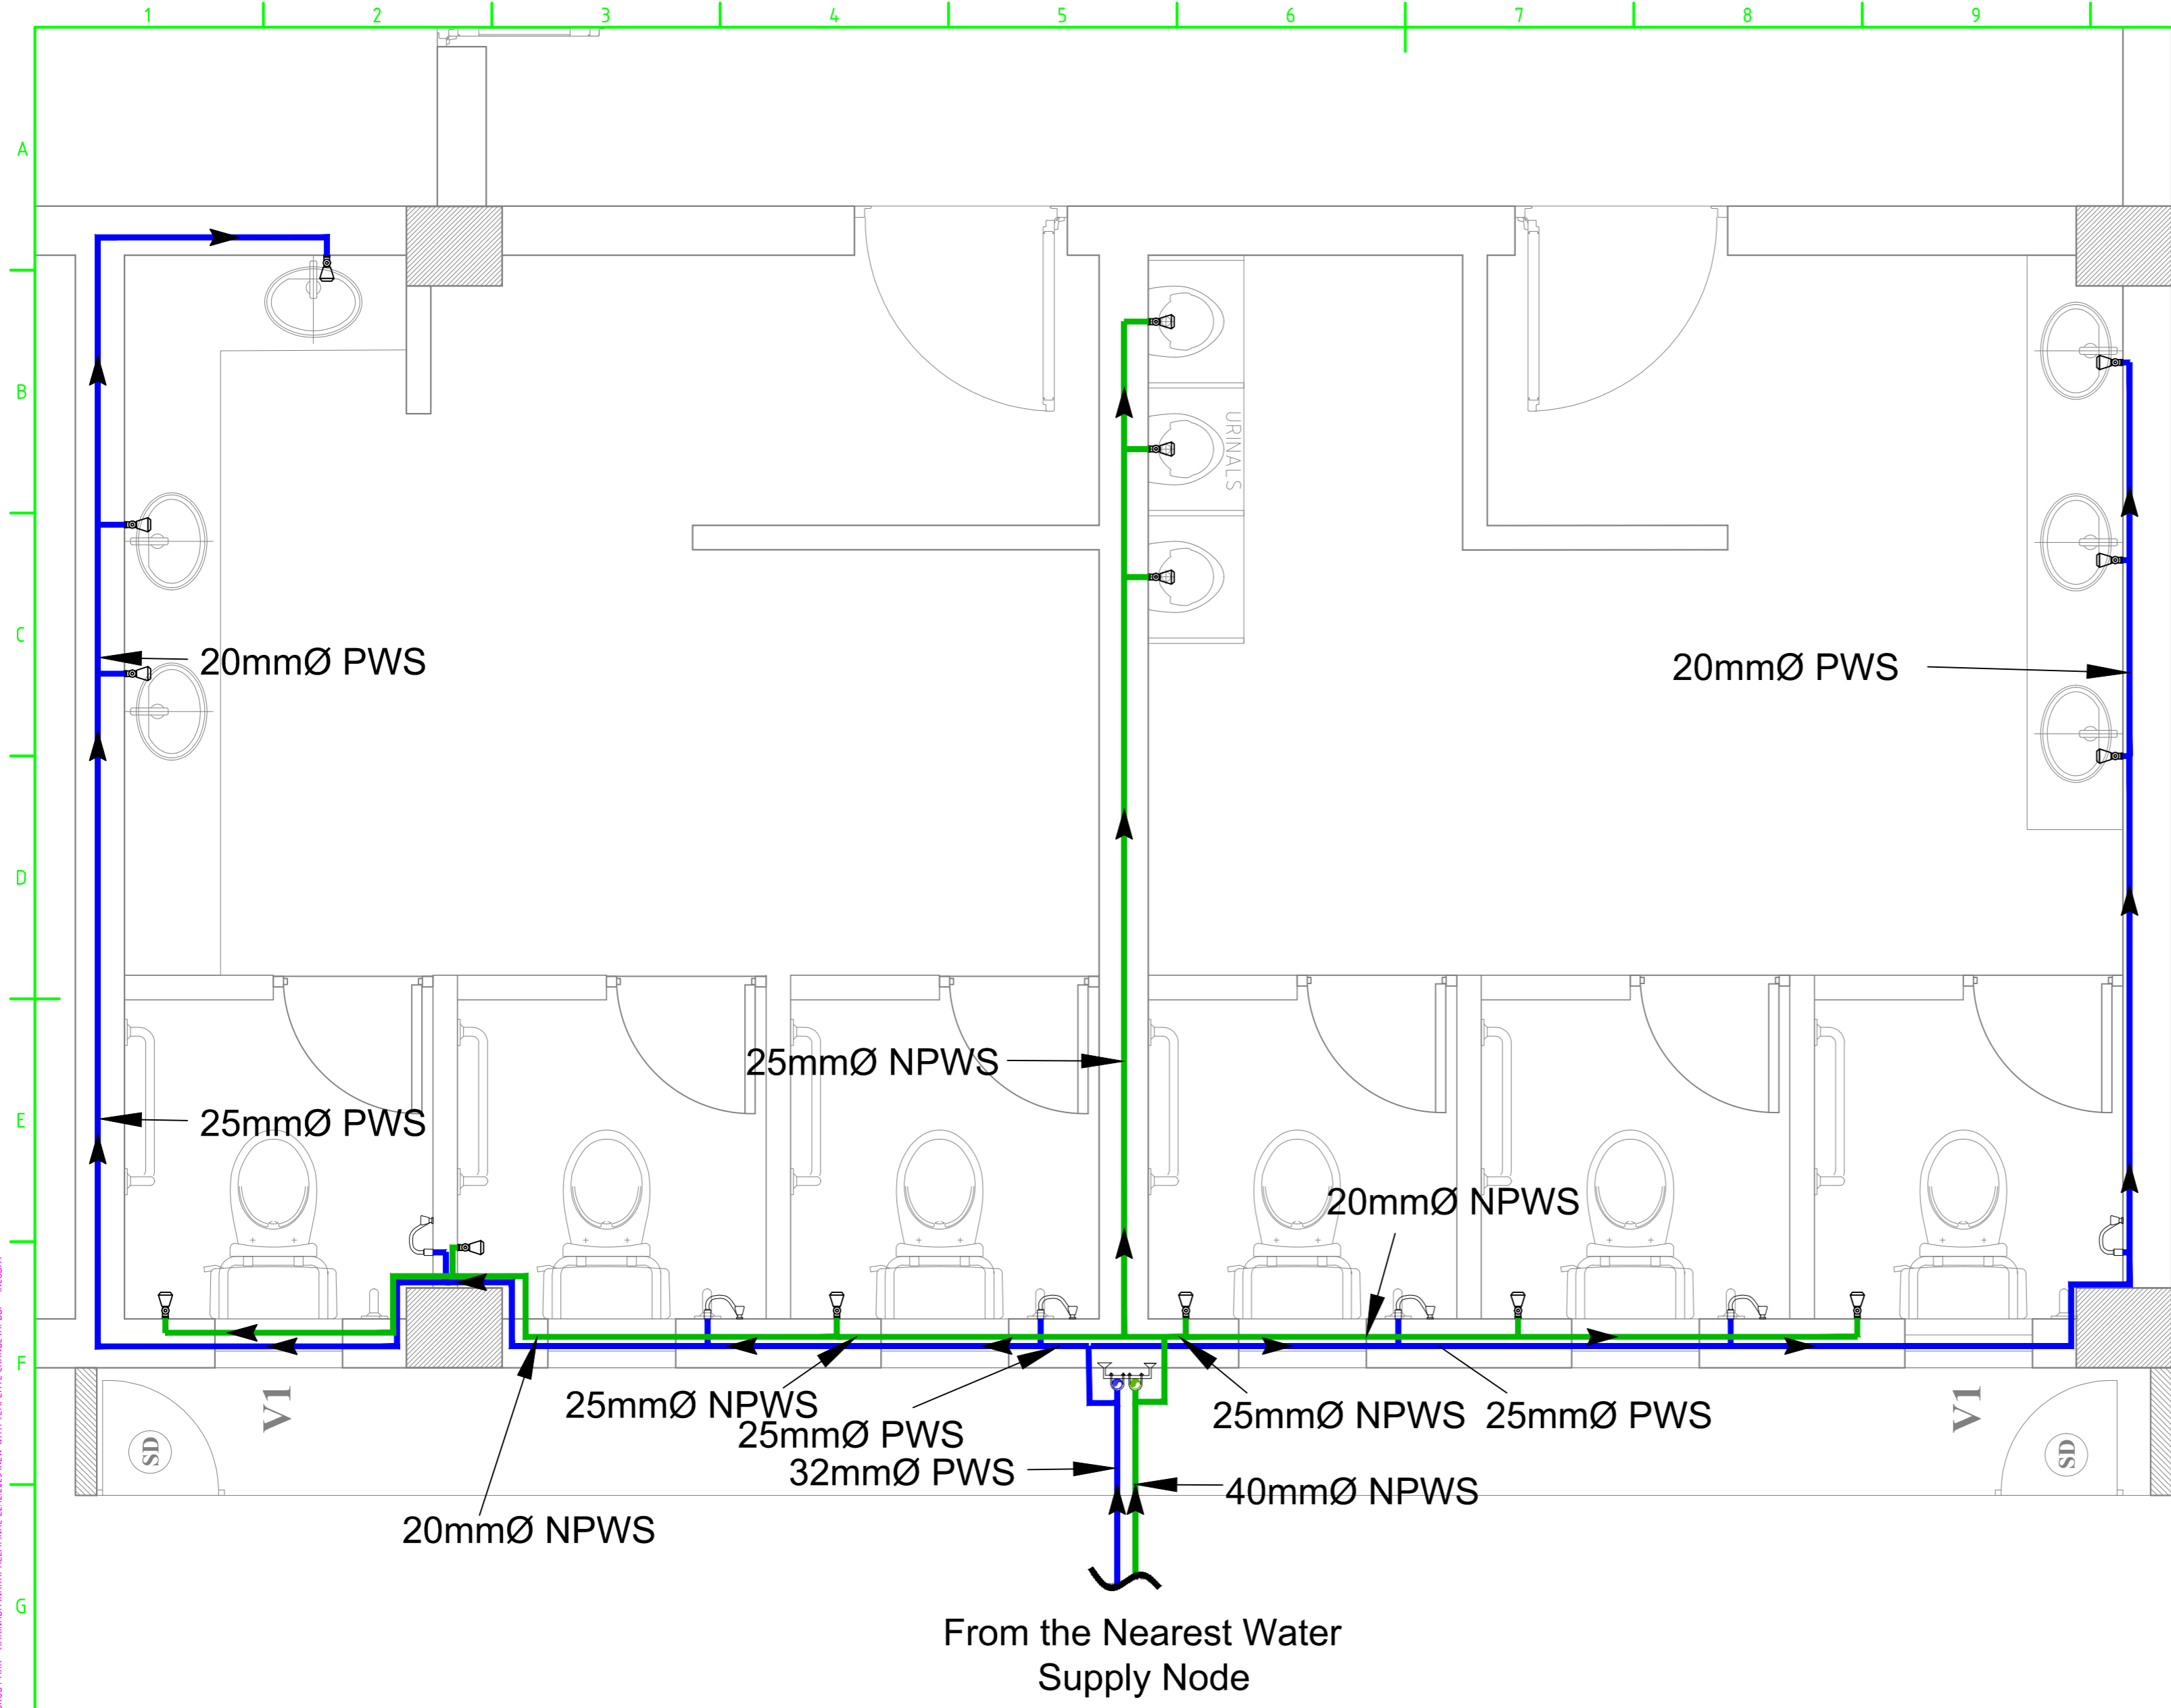 1 2 3 4 5 6 7 8 9
A
B
URINALS
C
20mmØ PWS
20mmØ PWS
D
25mmØ NPWS
E
25mmØ PWS
20mmØ NPWS
F
25mmØ NPWS
25mmØ PWS
25mmØ NPWS
25mmØ PWS
V1
V1
SD
SD
32mmØ PWS
40mmØ NPWS
20mmØ NPWS
G
From the Nearest Water
Supply Node